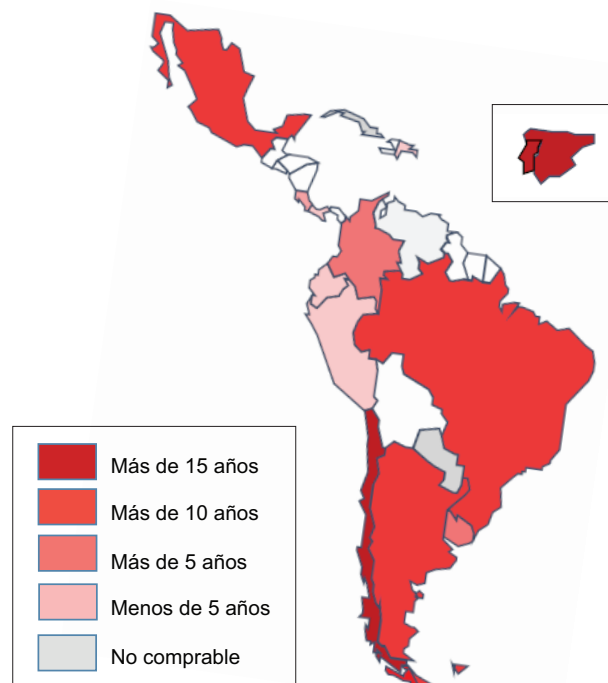 Más de 15 años
Más de 10 años
Más de 5 años
Menos de 5 años
No comprable